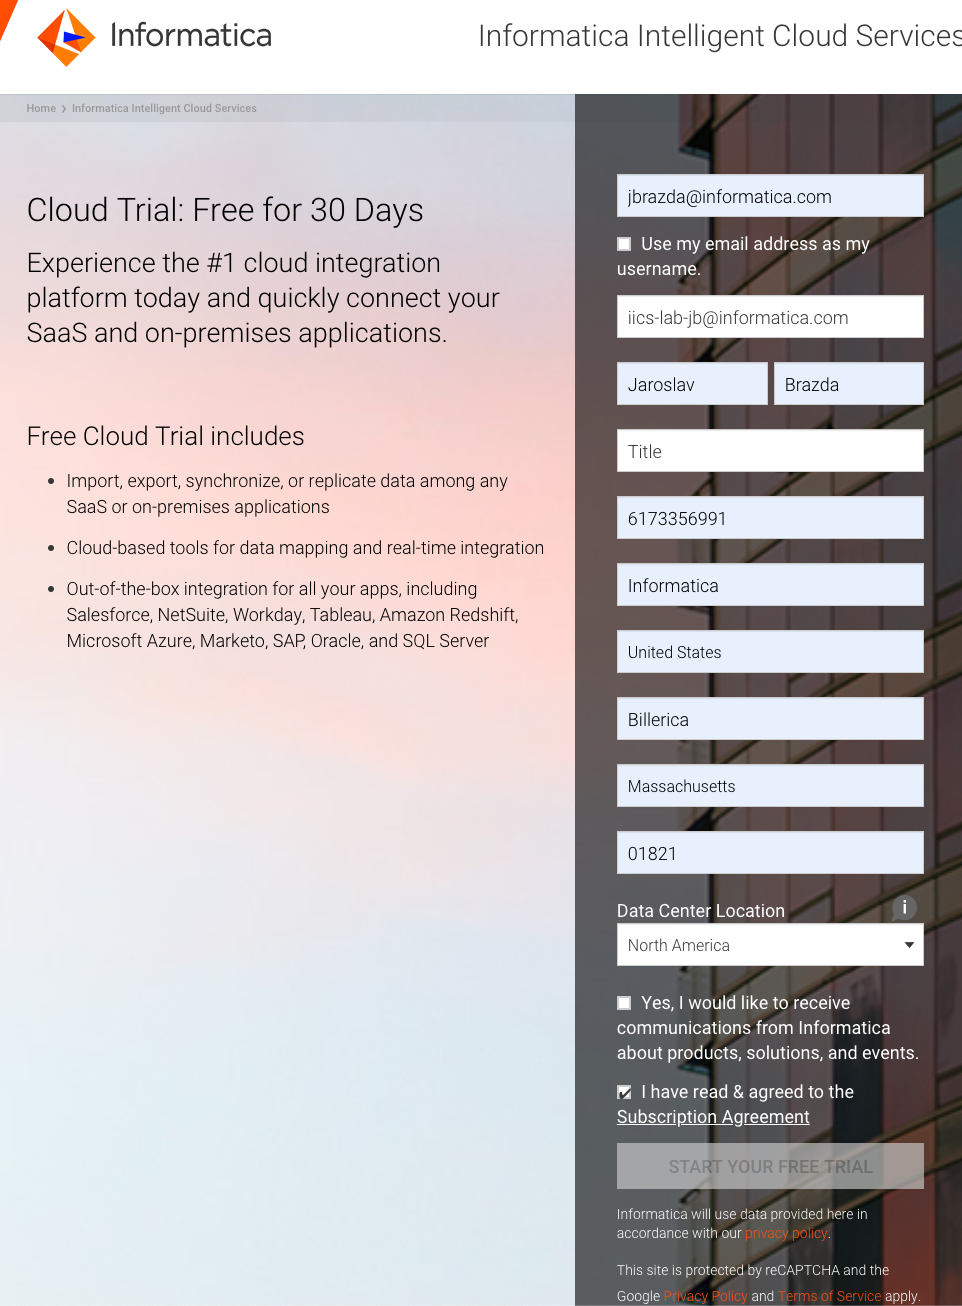 Informatica
Informatica Intelligent Cloud Services
Home › Informatica Intelligent Cloud Services
Cloud Trial: Free for 30 Days
Experience the #1 cloud integration
platform today and quickly connect your
SaaS and on-premises applications.
Free Cloud Trial includes
• Import, export, synchronize, or replicate data among any
SaaS or on-premises applications
• Cloud-based tools for data mapping and real-time integration
• Out-of-the-box integration for all your apps, including
Salesforce, NetSuite, Workday, Tableau, Amazon Redshift,
Microsoft Azure, Marketo, SAP, Oracle, and SQL Server
jbrazda@informatica.com
Use my email address as my
username.
iics-lab-jb@informatica.com
Jaroslav Brazda
Title
6173356991
Informatica
United States
Billerica
Massachusetts
01821
Data Center Location i
North America
Yes, I would like to receive
communications from Informatica
about products, solutions, and events.
I have read & agreed to the
Subscription Agreement
START YOUR FREE TRIAL
Informatica will use data provided here in
accordance with our privacy policy.
This site is protected by reCAPTCHA and the
Google Privacy Policy and Terms of Service apply.